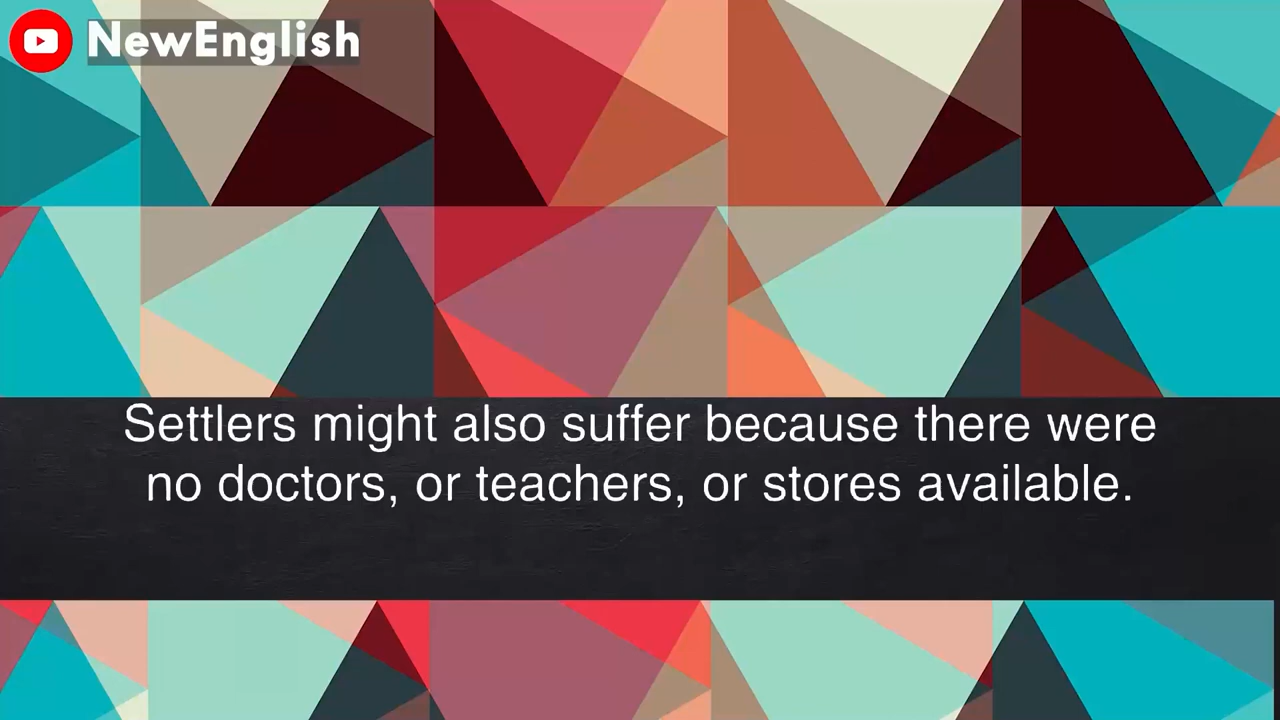 NewEnglish
Settlers might also suffer because there were
no doctors, or teachers, or stores available.